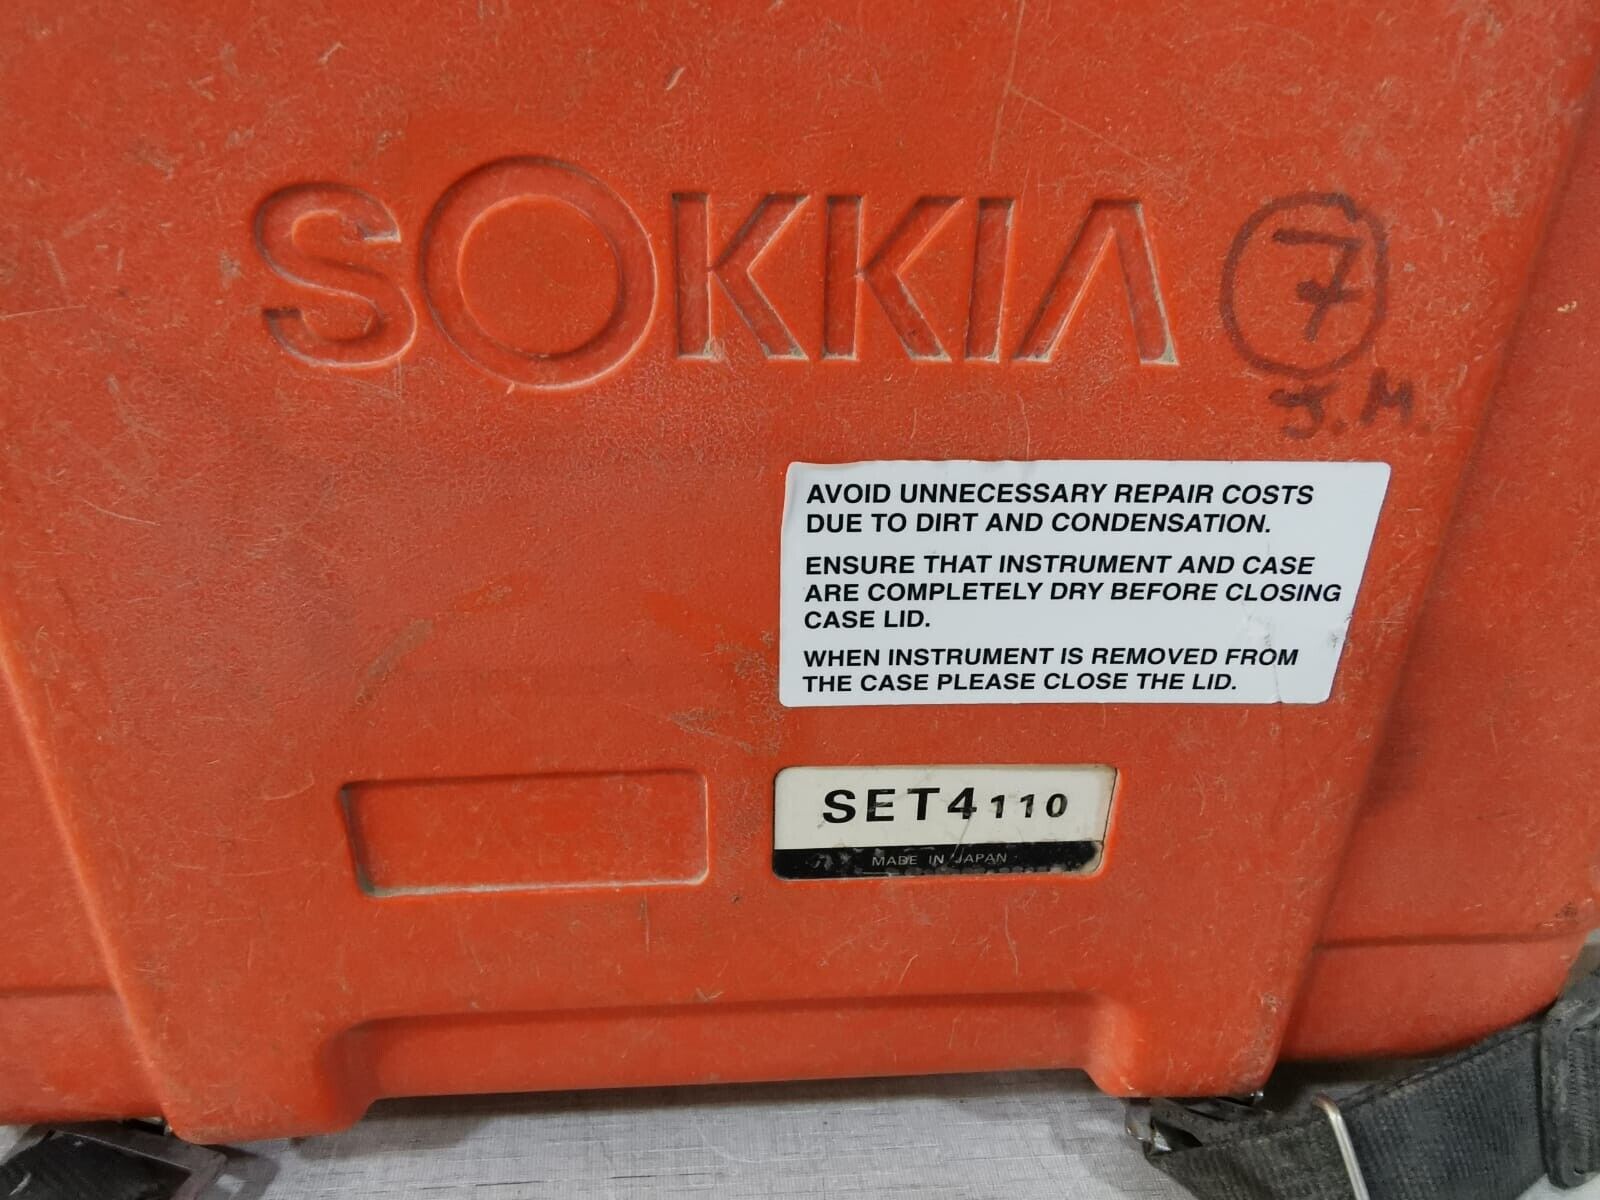 SOKKIA
7
J.M.
AVOID UNNECESSARY REPAIR COSTS
DUE TO DIRT AND CONDENSATION.
ENSURE THAT INSTRUMENT AND CASE
ARE COMPLETELY DRY BEFORE CLOSING
CASE LID.
WHEN INSTRUMENT IS REMOVED FROM
THE CASE PLEASE CLOSE THE LID.
SET4110
MADE IN JAPAN